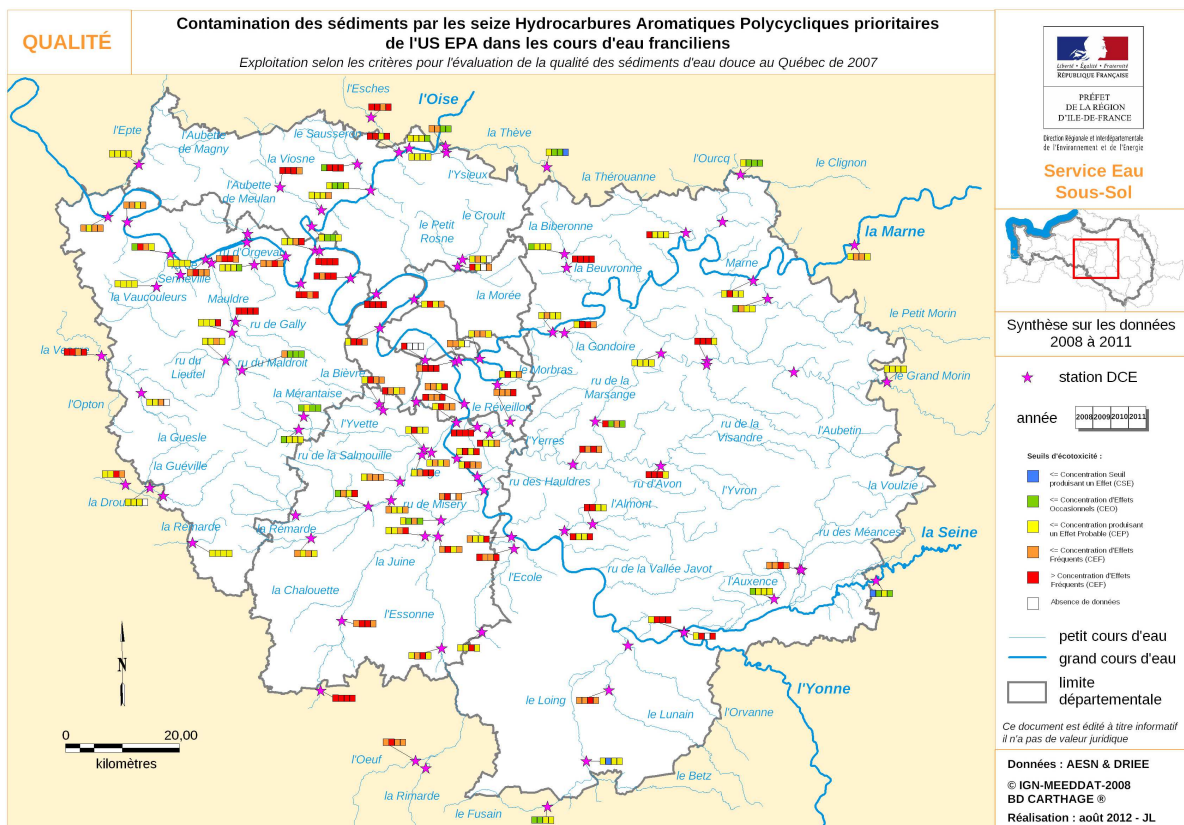 QUALITÉ
Contamination des sédiments par les seize Hydrocarbures Aromatiques Polycycliques prioritaires
de l'US EPA dans les cours d'eau franciliens
Exploitation selon les critères pour l'évaluation de la qualité des sédiments d'eau douce au Québec de 2007
l'Esches
l'Oise
l'Epte
l'Aubette
de Magny
le Sausseron
la Thève
la Viosne
l'Ysieux
la Thérouanne
l'Ourcq
le Clignon
l'Aubette
de Meulan
le Croult
le Petit
Rosne
la Biberonne
la Marne
ru d'Orgeval
Senneville
la Beuvronne
Marne
la Vaucouleurs
Mauldre
la Morée
le Petit Morin
ru de Gally
la Gondoire
ru du
Lieutel
ru du Maldroit
la Bièvre
le Morbras
le Grand Morin
la Mérantaise
ru de la
Marsange
l'Opton
le Réveillon
l'Yvette
l'Yerres
ru de la
Visandre
l'Aubetin
la Guesle
ru de la Salmouille
la Guéville
ru des Hauldres
ru d'Avon
l'Yvron
la Voulzie
la Drou
ru de Misery
l'Almont
la Rémarde
la Rémarde
ru des Méances
la Seine
la Juine
l'Ecole
ru de la Vallée Javot
l'Auxence
la Chalouette
l'Essonne
l'Yonne
le Loing
le Lunain
l'Orvanne
l'Oeuf
la Rimarde
le Betz
le Fusain
N
0 20,00
kilomètres
Liberté • Égalité • Fraternité
RÉPUBLIQUE FRANÇAISE
PRÉFET
DE LA RÉGION
D'ILE-DE-FRANCE
Direction Régionale et Interdépartementale
de l'Environnement et de l'Energie
Service Eau
Sous-Sol
Synthèse sur les données
2008 à 2011
station DCE
année
2008 2009 2010 2011
Seuils d'écotoxicité :
<= Concentration Seuil
produisant un Effet (CSE)
<= Concentration d'Effets
Occasionnels (CEO)
<= Concentration produisant
un Effet Probable (CEP)
<= Concentration d'Effets
Fréquents (CEF)
> Concentration d'Effets
Fréquents (CEF)
Absence de données
petit cours d'eau
grand cours d'eau
limite
départementale
Ce document est édité à titre informatif
il n'a pas de valeur juridique
Données : AESN & DRIEE
© IGN-MEEDDAT-2008
BD CARTHAGE ®
Réalisation : août 2012 - JL